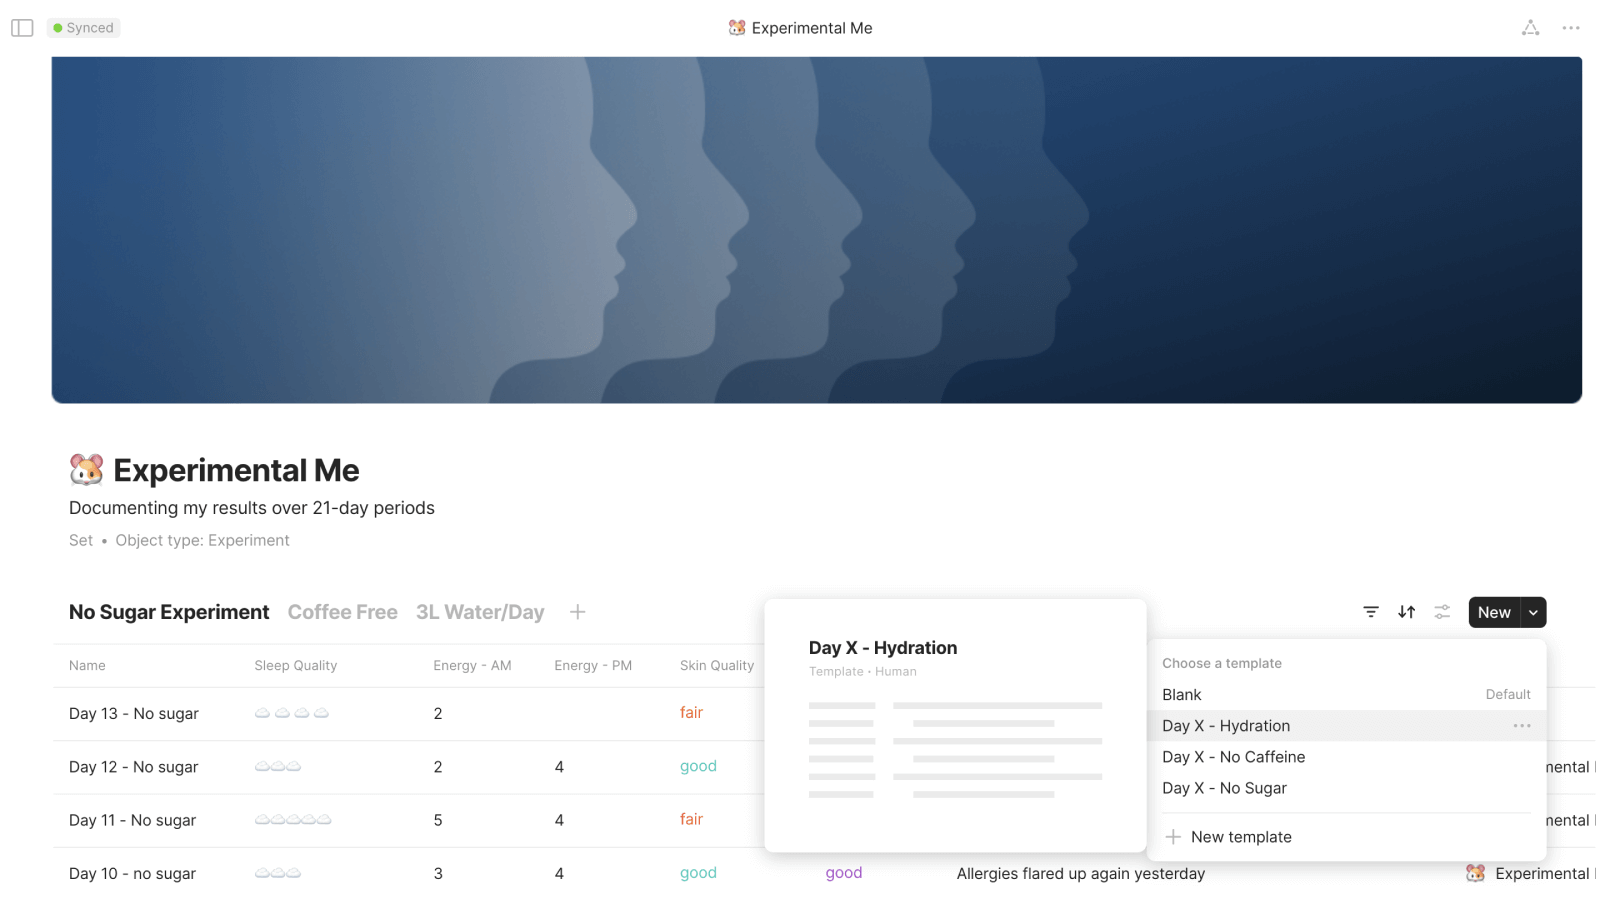 Synced
Experimental Me
Experimental Me
Documenting my results over 21-day periods
Set • Object type: Experiment
No Sugar Experiment Coffee Free 3L Water/Day
New
Name Sleep Quality Energy - AM Energy - PM Skin Quality
Day 13 - No sugar 2 fair
Day 12 - No sugar 2 4 good
Day 11 - No sugar 5 4 fair
Day 10 - no sugar 3 4 good good Allergies flared up again yesterday Experimental
Day X - Hydration
Template • Human
Choose a template
Blank Default
Day X - Hydration
Day X - No Caffeine
Day X - No Sugar
New template